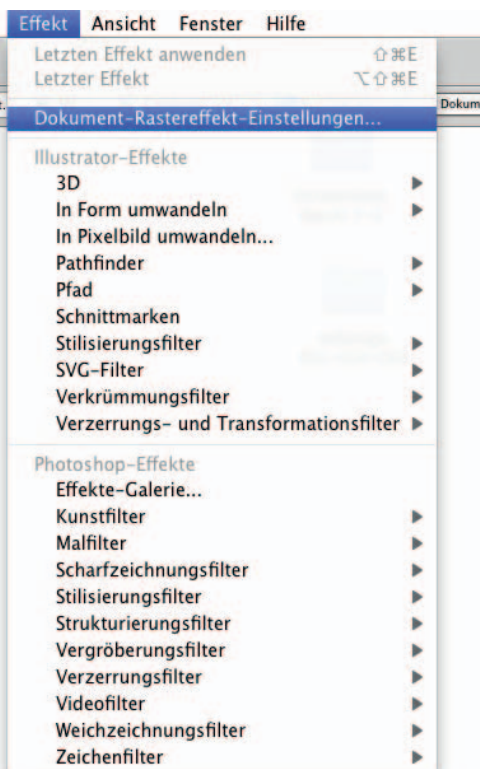 Effekt Ansicht Fenster Hilfe
Letzten Effekt anwenden ⇧⌘E
Letzter Effekt ⌥⇧⌘E
Dokum
Dokument-Rastereffekt-Einstellungen...
Illustrator-Effekte
3D
In Form umwandeln
In Pixelbild umwandeln...
Pathfinder
Pfad
Schnittmarken
Stilisierungsfilter
SVG-Filter
Verkrümmungsfilter
Verzerrungs- und Transformationsfilter
Photoshop-Effekte
Effekte-Galerie...
Kunstfilter
Malfilter
Scharfzeichnungsfilter
Stilisierungsfilter
Strukturierungsfilter
Vergröberungsfilter
Verzerrungsfilter
Videofilter
Weichzeichnungsfilter
Zeichenfilter